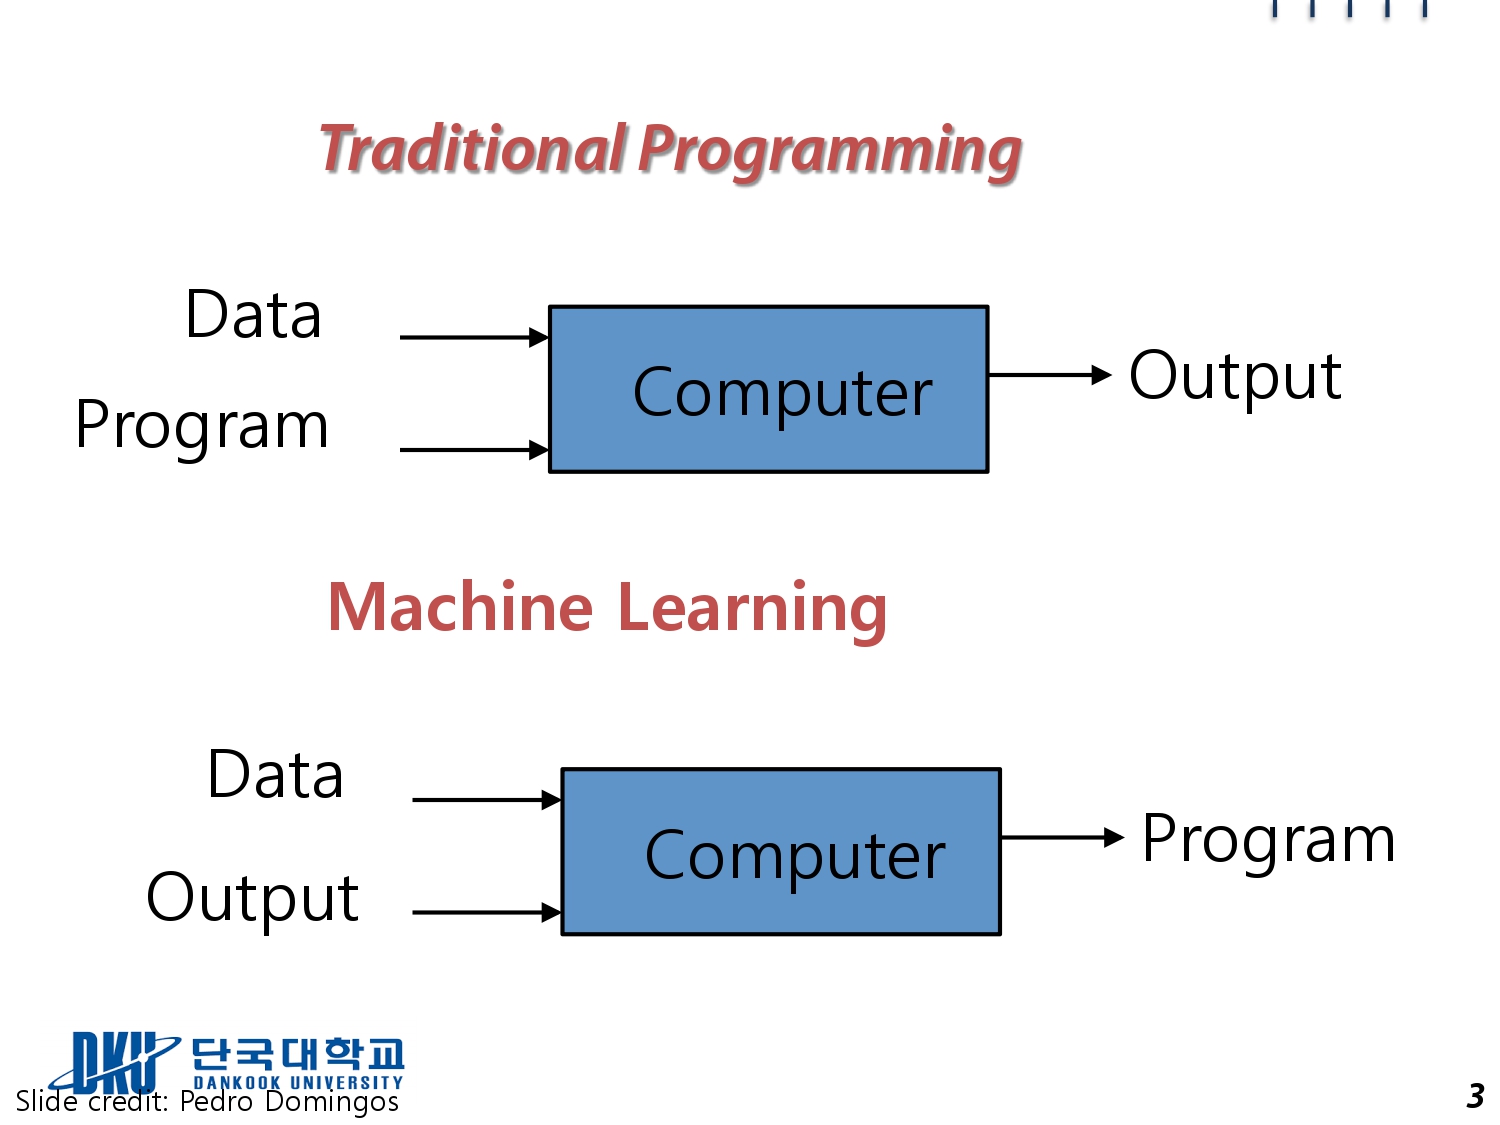 Traditional Programming
Data
Program
Computer
Output
Machine Learning
Data
Output
Computer
Program
DKU 단국대학교
DANKOOK UNIVERSITY
Slide credit: Pedro Domingos
3